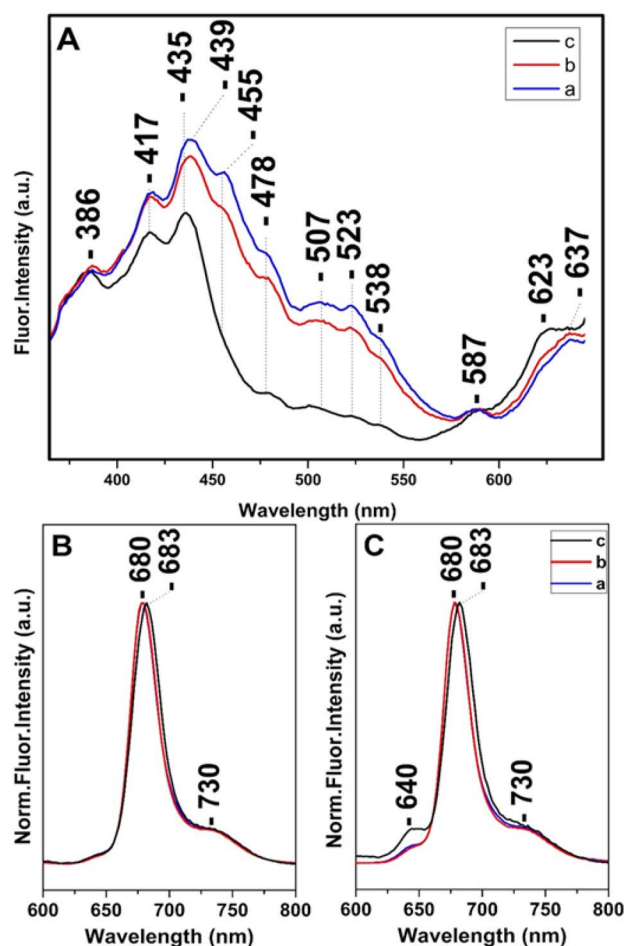 A
386
417
435
439
455
478
507
523
538
587
623
637
c
b
a
Fluor.Intensity (a.u.)
400
450
500
550
600
Wavelength (nm)
B
680
683
730
Norm.Fluor.Intensity (a.u.)
600
650
700
750
800
Wavelength (nm)
C
640
680
683
730
c
b
a
Norm.Fluor.Intensity (a.u.)
600
650
700
750
800
Wavelength (nm)